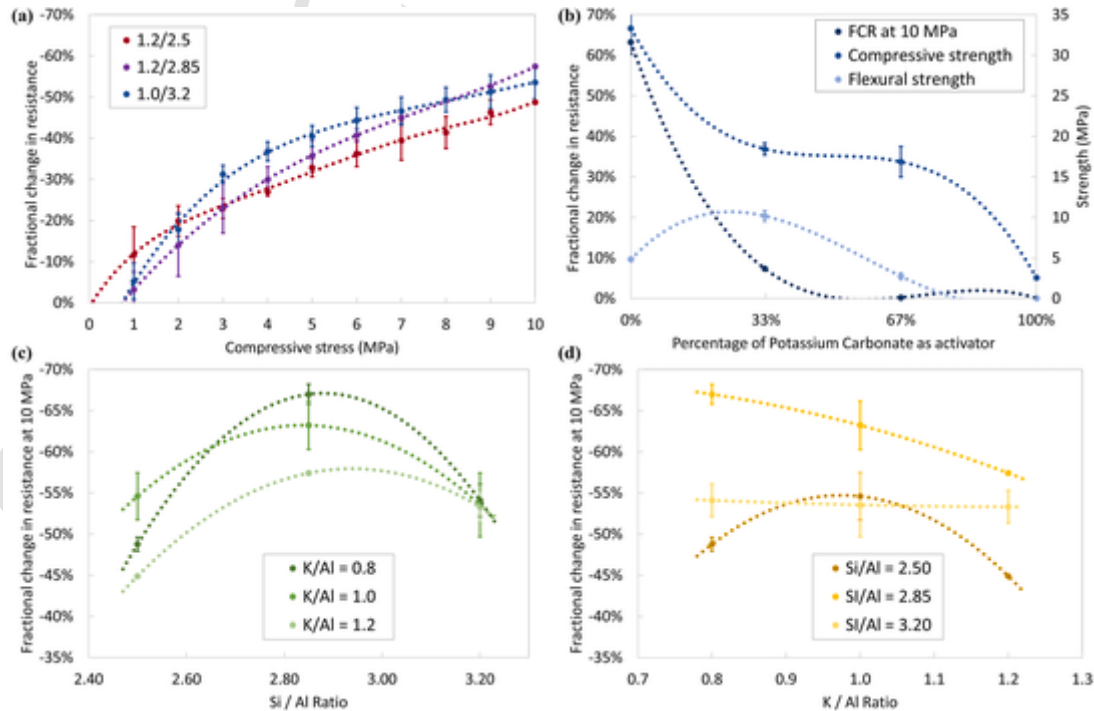 (a)
-70%
-60%
-50%
-40%
-30%
-20%
-10%
0%
Fractional change in resistance
1.2/2.5
1.2/2.85
1.0/3.2
0 1 2 3 4 5 6 7 8 9 10
Compressive stress (MPa)
(b)
70%
60%
50%
40%
30%
20%
10%
0%
Fractional change in resistance
FCR at 10 MPa
Compressive strength
Flexural strength
35
30
25
20
15
10
5
0
Strength (MPa)
0% 33% 67% 100%
Percentage of Potassium Carbonate as activator
(c)
-70%
-65%
-60%
-55%
-50%
-45%
-40%
-35%
Fractional change in resistance at 10 MPa
K/Al = 0.8
K/Al = 1.0
K/Al = 1.2
2.40 2.60 2.80 3.00 3.20
Si / Al Ratio
(d)
-70%
-65%
-60%
-55%
-50%
-45%
-40%
-35%
Fractional change in resistance at 10 MPa
Si/Al = 2.50
SI/Al = 2.85
SI/Al = 3.20
0.7 0.8 0.9 1.0 1.1 1.2 1.3
K / Al Ratio